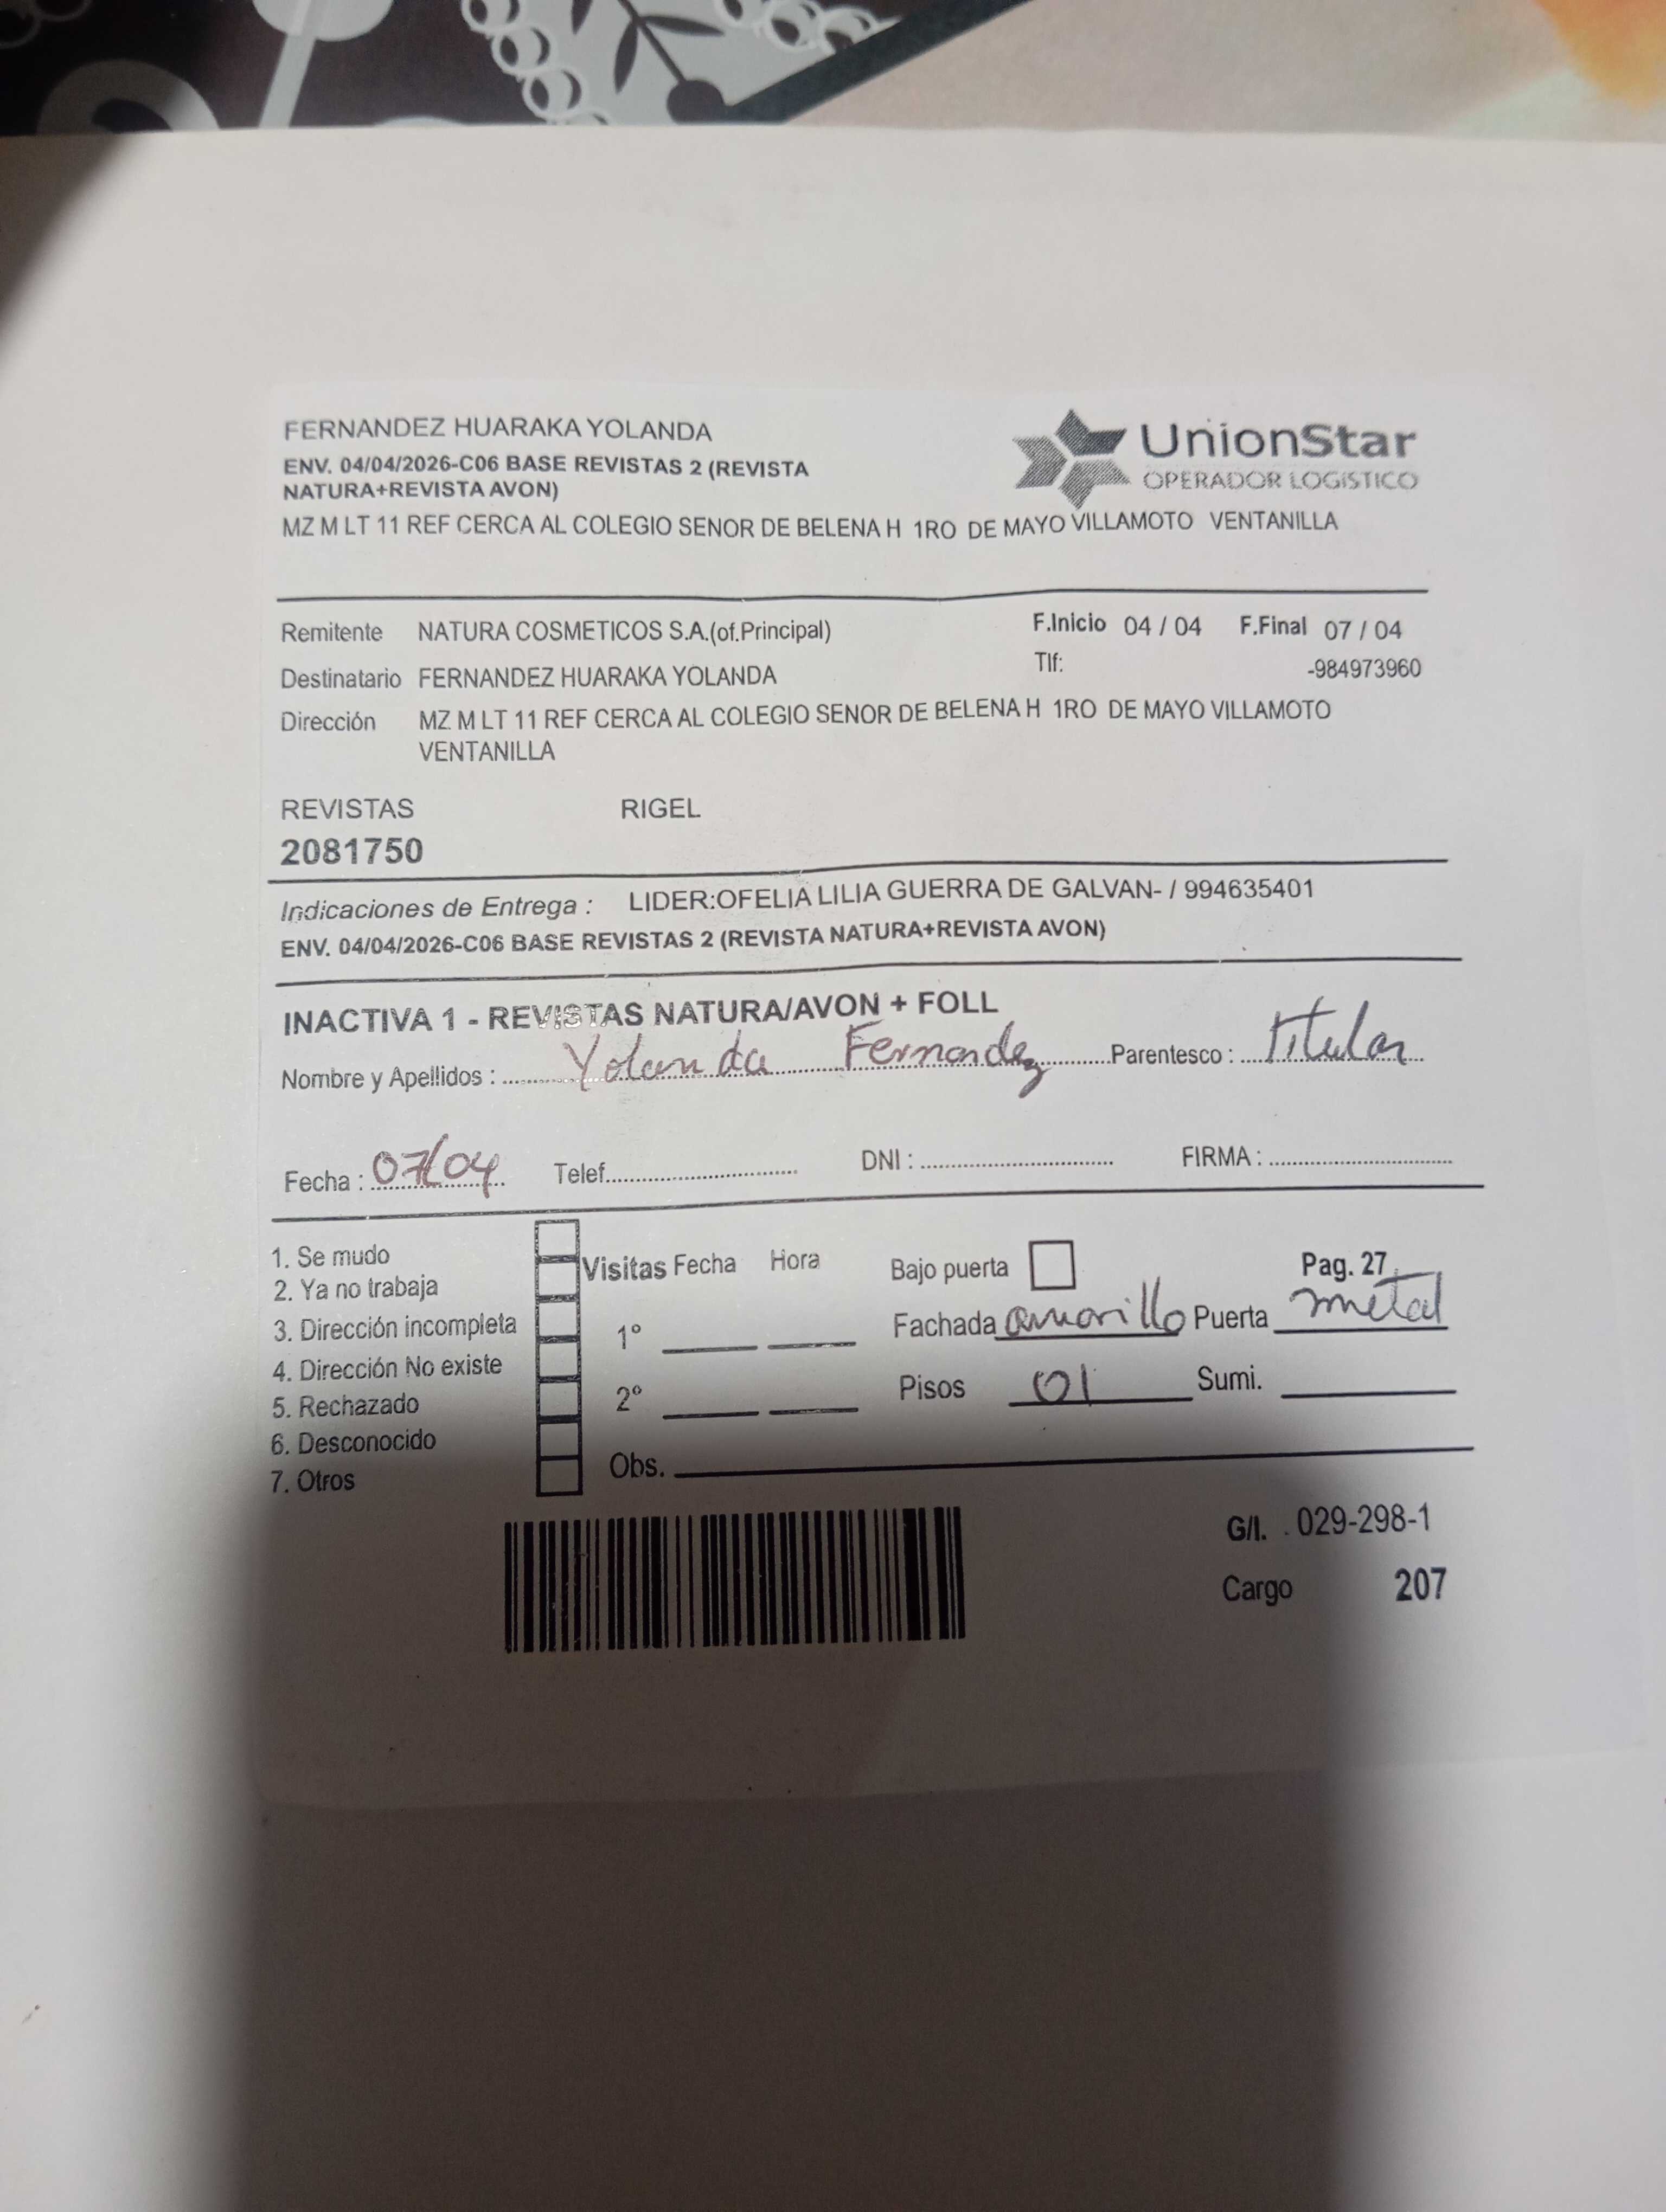 FERNANDEZ HUARAKA YOLANDA
ENV. 04/04/2026-C06 BASE REVISTAS 2 (REVISTA
NATURA+REVISTA AVON)
UnionStar
OPERADOR LOGISTICO
MZ M LT 11 REF CERCA AL COLEGIO SENOR DE BELENA H 1RO DE MAYO VILLAMOTO VENTANILLA
Remitente NATURA COSMETICOS S.A.(of.Principal) F.Inicio 04 / 04 F.Final 07 / 04
Destinatario FERNANDEZ HUARAKA YOLANDA Tlf: -984973960
Dirección MZ M LT 11 REF CERCA AL COLEGIO SENOR DE BELENA H 1RO DE MAYO VILLAMOTO
VENTANILLA
REVISTAS RIGEL
2081750
Indicaciones de Entrega : LIDER:OFELIA LILIA GUERRA DE GALVAN- / 994635401
ENV. 04/04/2026-C06 BASE REVISTAS 2 (REVISTA NATURA+REVISTA AVON)
INACTIVA 1 - REVISTAS NATURA/AVON + FOLL
Nombre y Apellidos : Yolanda Fernandez Parentesco : Titular
Fecha : 07/04 Telef. DNI : FIRMA :
1. Se mudo
2. Ya no trabaja
3. Dirección incompleta
4. Dirección No existe
5. Rechazado
6. Desconocido
7. Otros
Visitas Fecha Hora
1º
2º
Obs.
Bajo puerta Pag. 27
Fachada amarillo Puerta metal
Pisos 01 Sumi.
G/I. . 029-298-1
Cargo 207